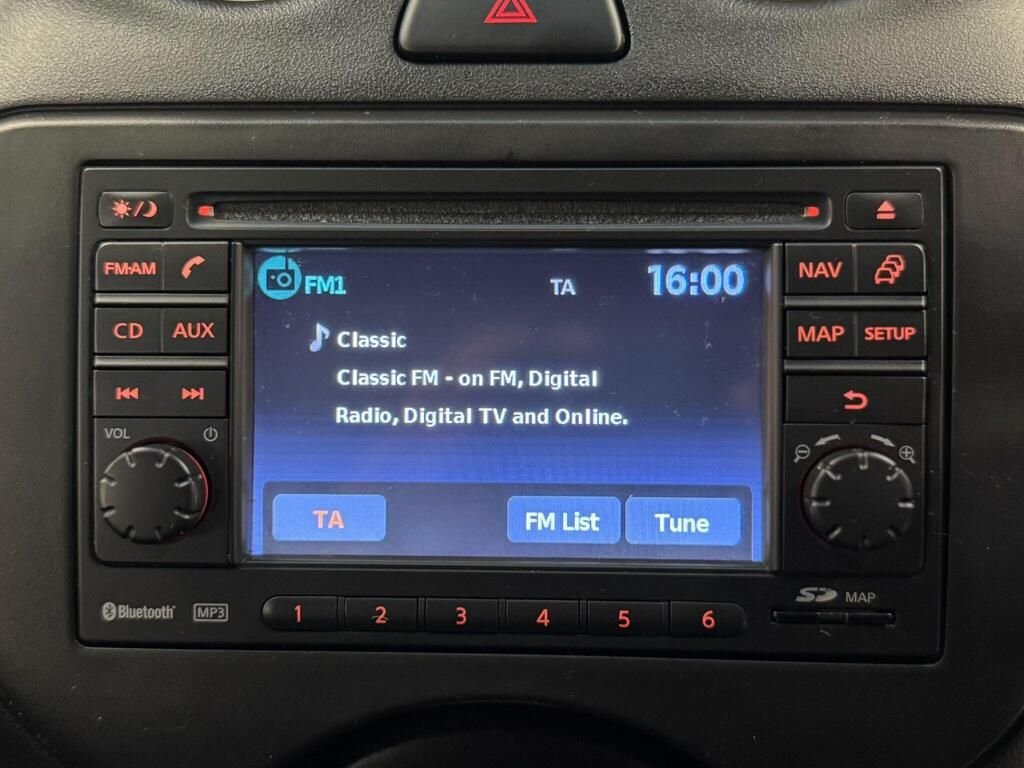 FM·AM
CD
AUX
VOL
FM1
TA
16:00
Classic
Classic FM - on FM, Digital
Radio, Digital TV and Online.
TA
FM List
Tune
NAV
MAP
SETUP
Bluetooth
MP3
1
2
3
4
5
6
SD
MAP